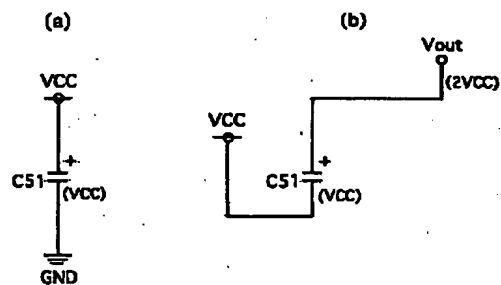 (a)
VCC
+
C51
(VCC)
GND
(b)
Vout
(2VCC)
VCC
+
C51
(VCC)